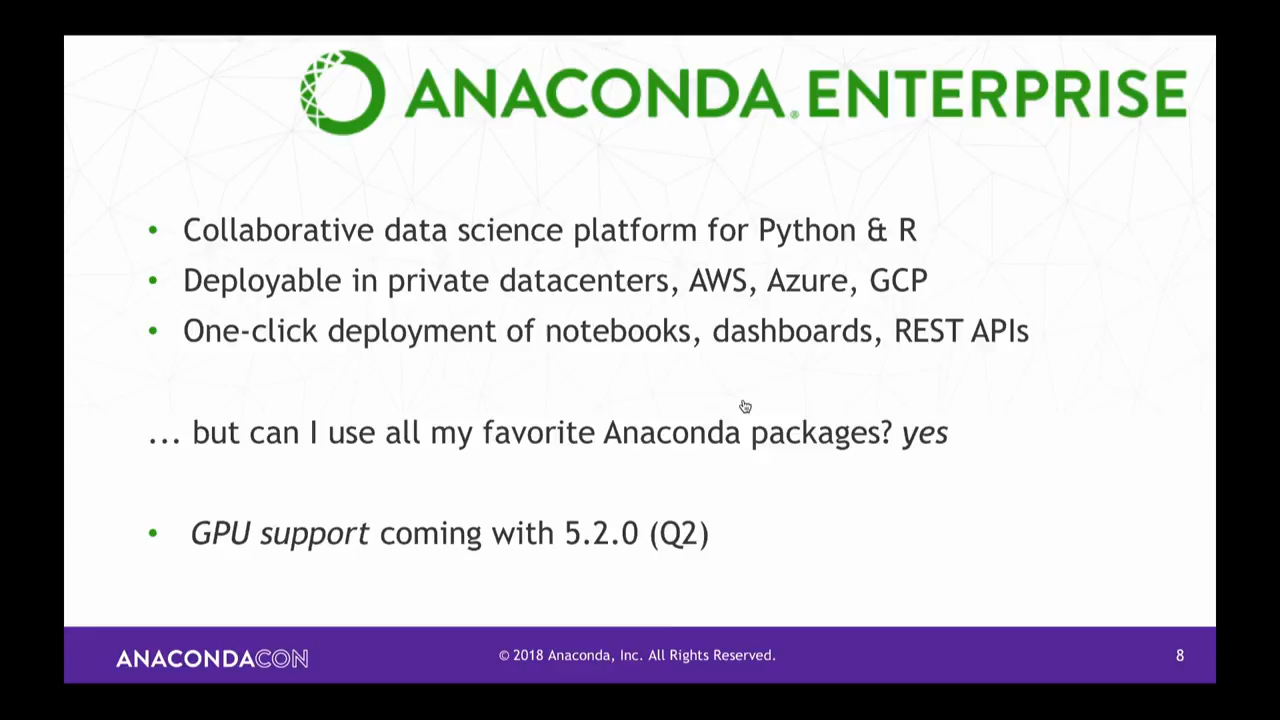 ANACONDA® ENTERPRISE
• Collaborative data science platform for Python & R
• Deployable in private datacenters, AWS, Azure, GCP
• One-click deployment of notebooks, dashboards, REST APIs
... but can I use all my favorite Anaconda packages? yes
• GPU support coming with 5.2.0 (Q2)
ANACONDACON
© 2018 Anaconda, Inc. All Rights Reserved.
8